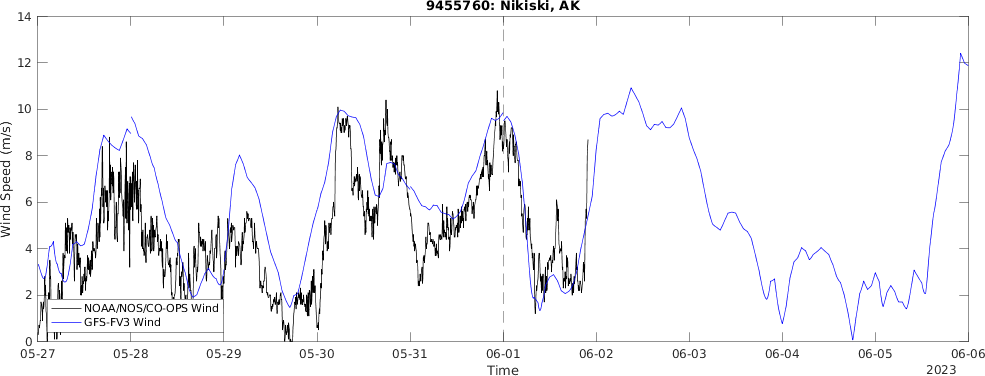 9455760: Nikiski, AK
Wind Speed (m/s)
14
12
10
8
6
4
2
0
NOAA/NOS/CO-OPS Wind
GFS-FV3 Wind
05-27 05-28 05-29 05-30 05-31 06-01 06-02 06-03 06-04 06-05 06-06
Time
2023